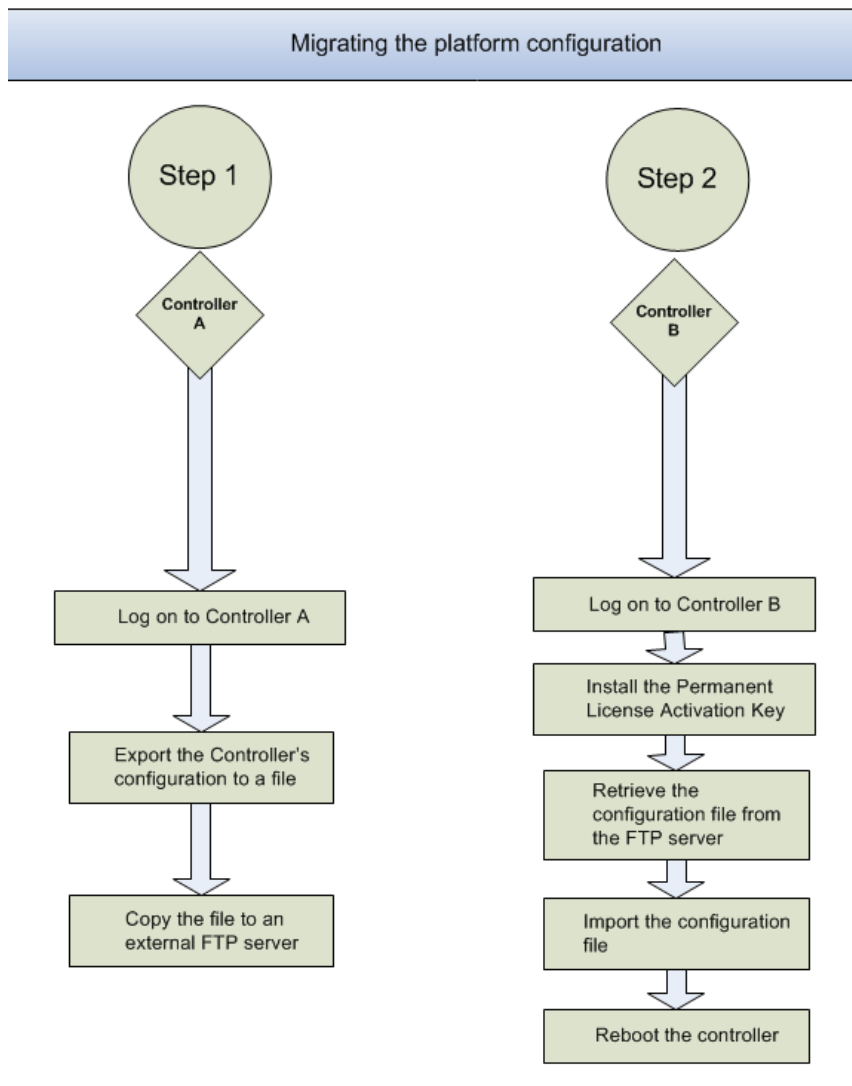 Migrating the platform configuration
Step 1
Controller
A
Log on to Controller A
Export the Controller's
configuration to a file
Copy the file to an
external FTP server
Step 2
Controller
B
Log on to Controller B
Install the Permanent
License Activation Key
Retrieve the
configuration file from
the FTP server
Import the configuration
file
Reboot the controller